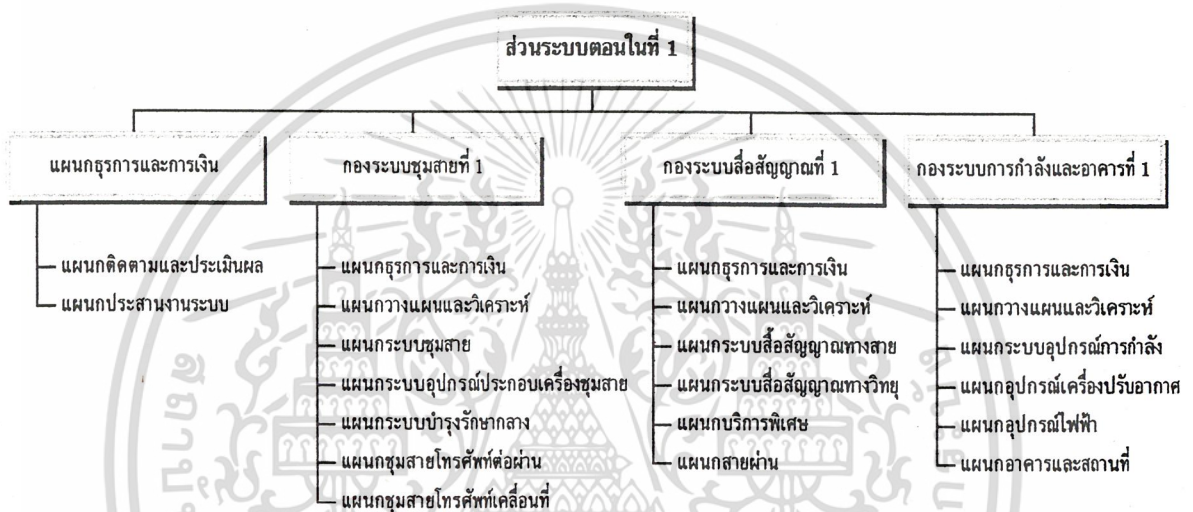 ส่วนระบบตอนในที่ 1
แผนกธุรการและการเงิน
กองระบบชุมสายที่ 1
กองระบบสื่อสัญญาณที่ 1
กองระบบการกำลังและอาคารที่ 1
แผนกติดตามและประเมินผล
แผนกประสานงานระบบ
แผนกธุรการและการเงิน
แผนกวางแผนและวิเคราะห์
แผนกระบบชุมสาย
แผนกระบบอุปกรณ์ประกอบเครื่องชุมสาย
แผนกระบบบำรุงรักษากลาง
แผนกชุมสายโทรศัพท์ต่อผ่าน
แผนกชุมสายโทรศัพท์เคลื่อนที่
แผนกธุรการและการเงิน
แผนกวางแผนและวิเคราะห์
แผนกระบบสื่อสัญญาณทางสาย
แผนกระบบสื่อสัญญาณทางวิทยุ
แผนกบริการพิเศษ
แผนกสายผ่าน
แผนกธุรการและการเงิน
แผนกวางแผนและวิเคราะห์
แผนกระบบอุปกรณ์การกำลัง
แผนกอุปกรณ์เครื่องปรับอากาศ
แผนกอุปกรณ์ไฟฟ้า
แผนกอาคารและสถานที่